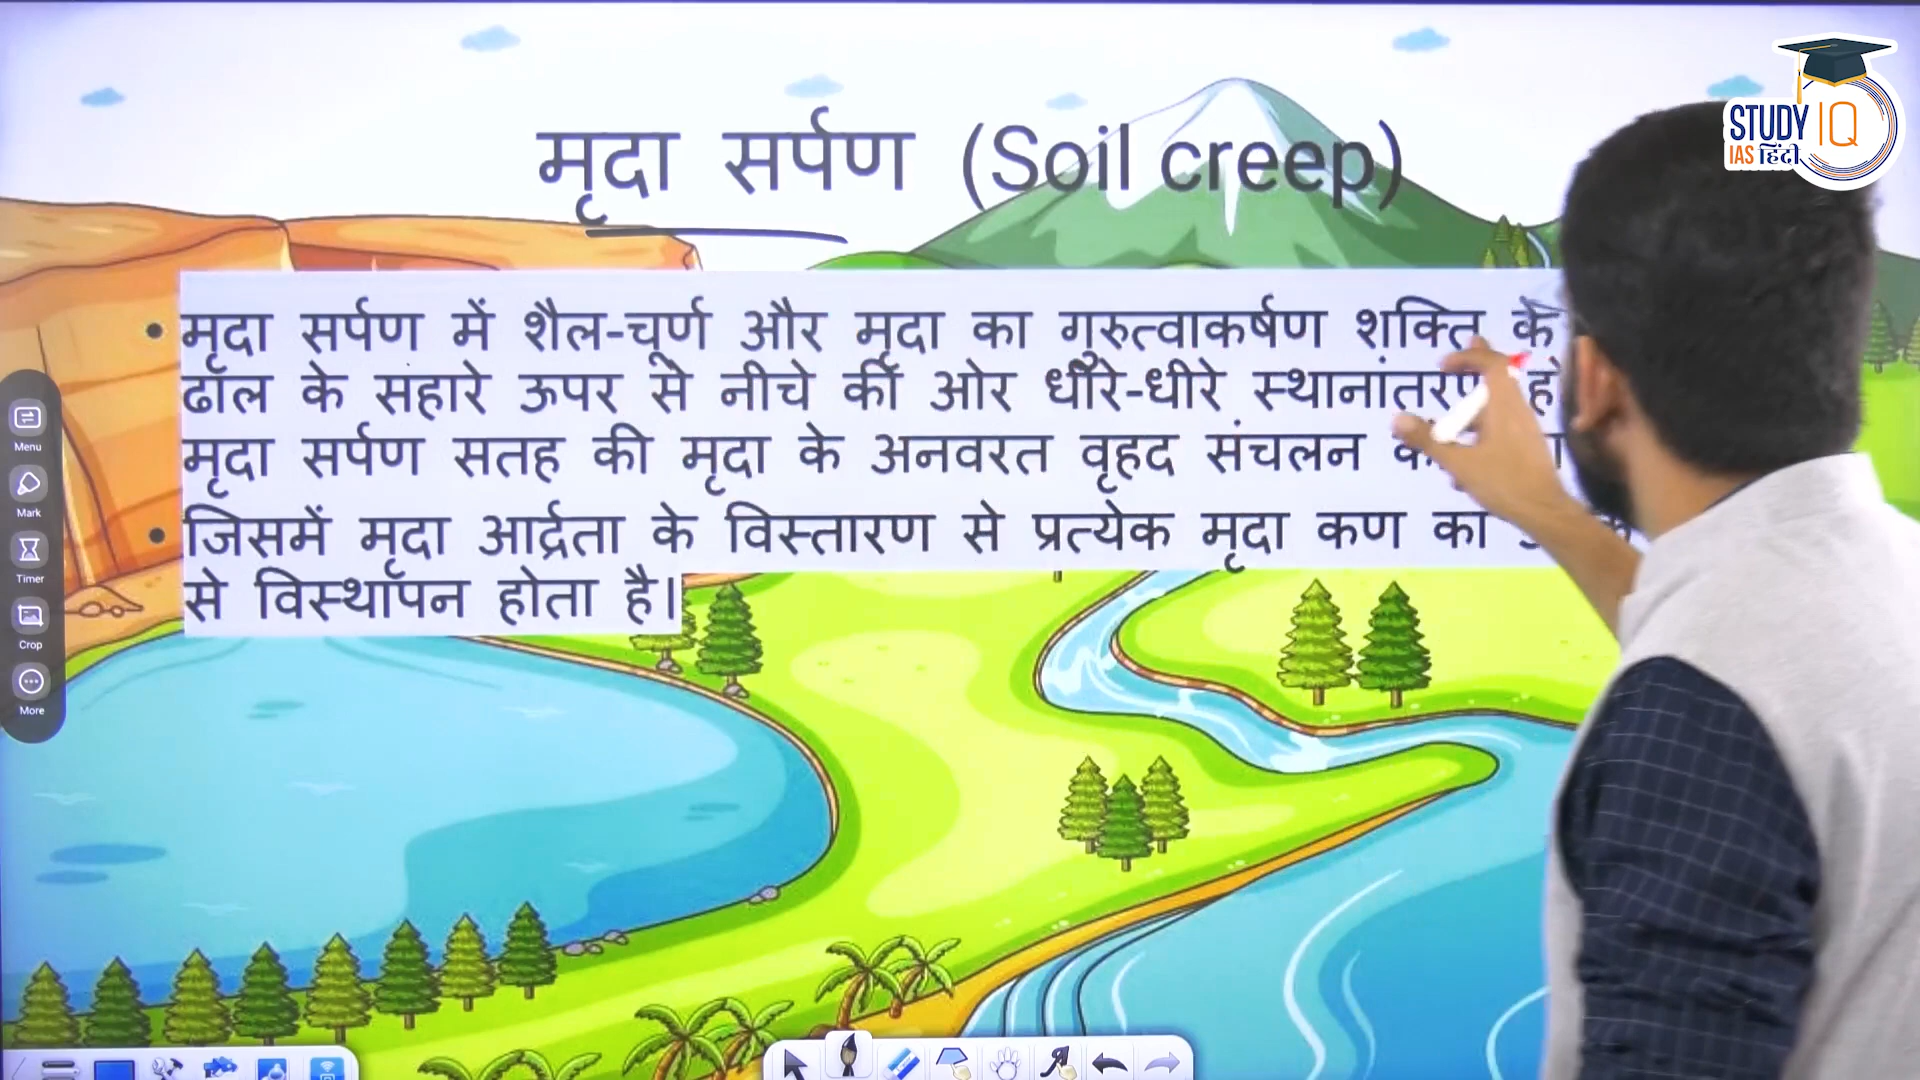 STUDY IQ
IAS हिंदी
मृदा सर्पण (Soil creep)
• मृदा सर्पण में शैल-चूर्ण और मृदा का गुरुत्वाकर्षण शक्ति के
ढाल के सहारे ऊपर से नीचे की ओर धीरे-धीरे स्थानांतरण
मृदा सर्पण सतह की मृदा के अनवरत वृहद संचलन
• जिसमें मृदा आर्द्रता के विस्तारण से प्रत्येक मृदा कण का
से विस्थापन होता है।
Menu
Mark
Timer
Crop
More